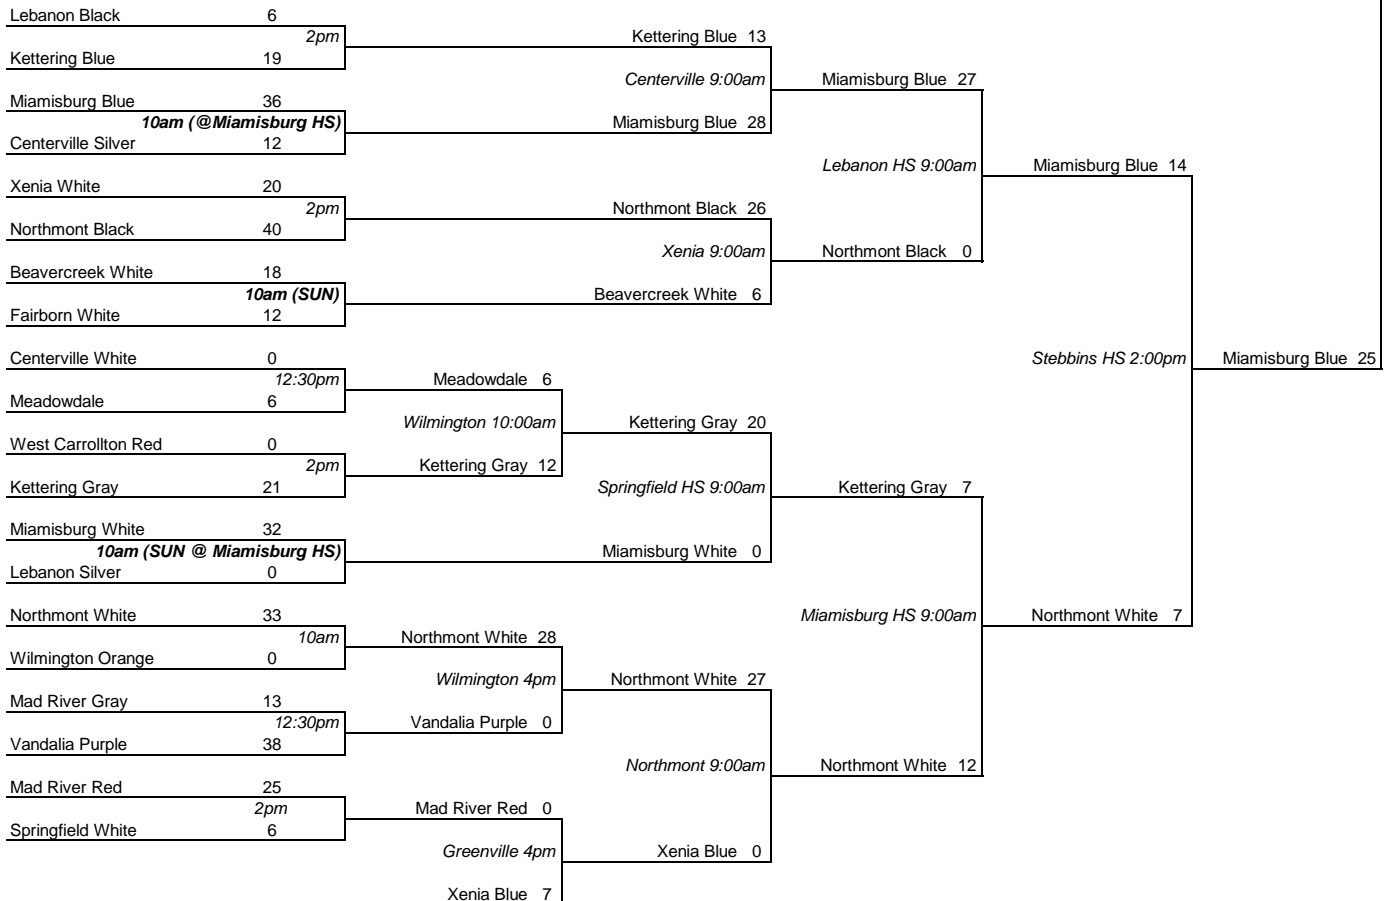 Lebanon Black 6
2pm Kettering Blue 13
Kettering Blue 19
Centerville 9:00am Miamisburg Blue 27
Miamisburg Blue 36
10am (@Miamisburg HS) Miamisburg Blue 28
Centerville Silver 12
Lebanon HS 9:00am Miamisburg Blue 14
Xenia White 20
2pm Northmont Black 26
Northmont Black 40
Xenia 9:00am Northmont Black 0
Beavercreek White 18
10am (SUN) Beavercreek White 6
Fairborn White 12
Centerville White 0
Stebbins HS 2:00pm Miamisburg Blue 25
12:30pm Meadowdale 6
Meadowdale 6
Wilmington 10:00am Kettering Gray 20
West Carrollton Red 0
2pm Kettering Gray 12
Kettering Gray 21
Springfield HS 9:00am Kettering Gray 7
Miamisburg White 32
10am (SUN @ Miamisburg HS) Miamisburg White 0
Lebanon Silver 0
Northmont White 33
Miamisburg HS 9:00am Northmont White 7
10am Northmont White 28
Wilmington Orange 0
Wilmington 4pm Northmont White 27
Mad River Gray 13
12:30pm Vandalia Purple 0
Vandalia Purple 38
Northmont 9:00am Northmont White 12
Mad River Red 25
2pm Mad River Red 0
Springfield White 6
Greenville 4pm Xenia Blue 0
Xenia Blue 7